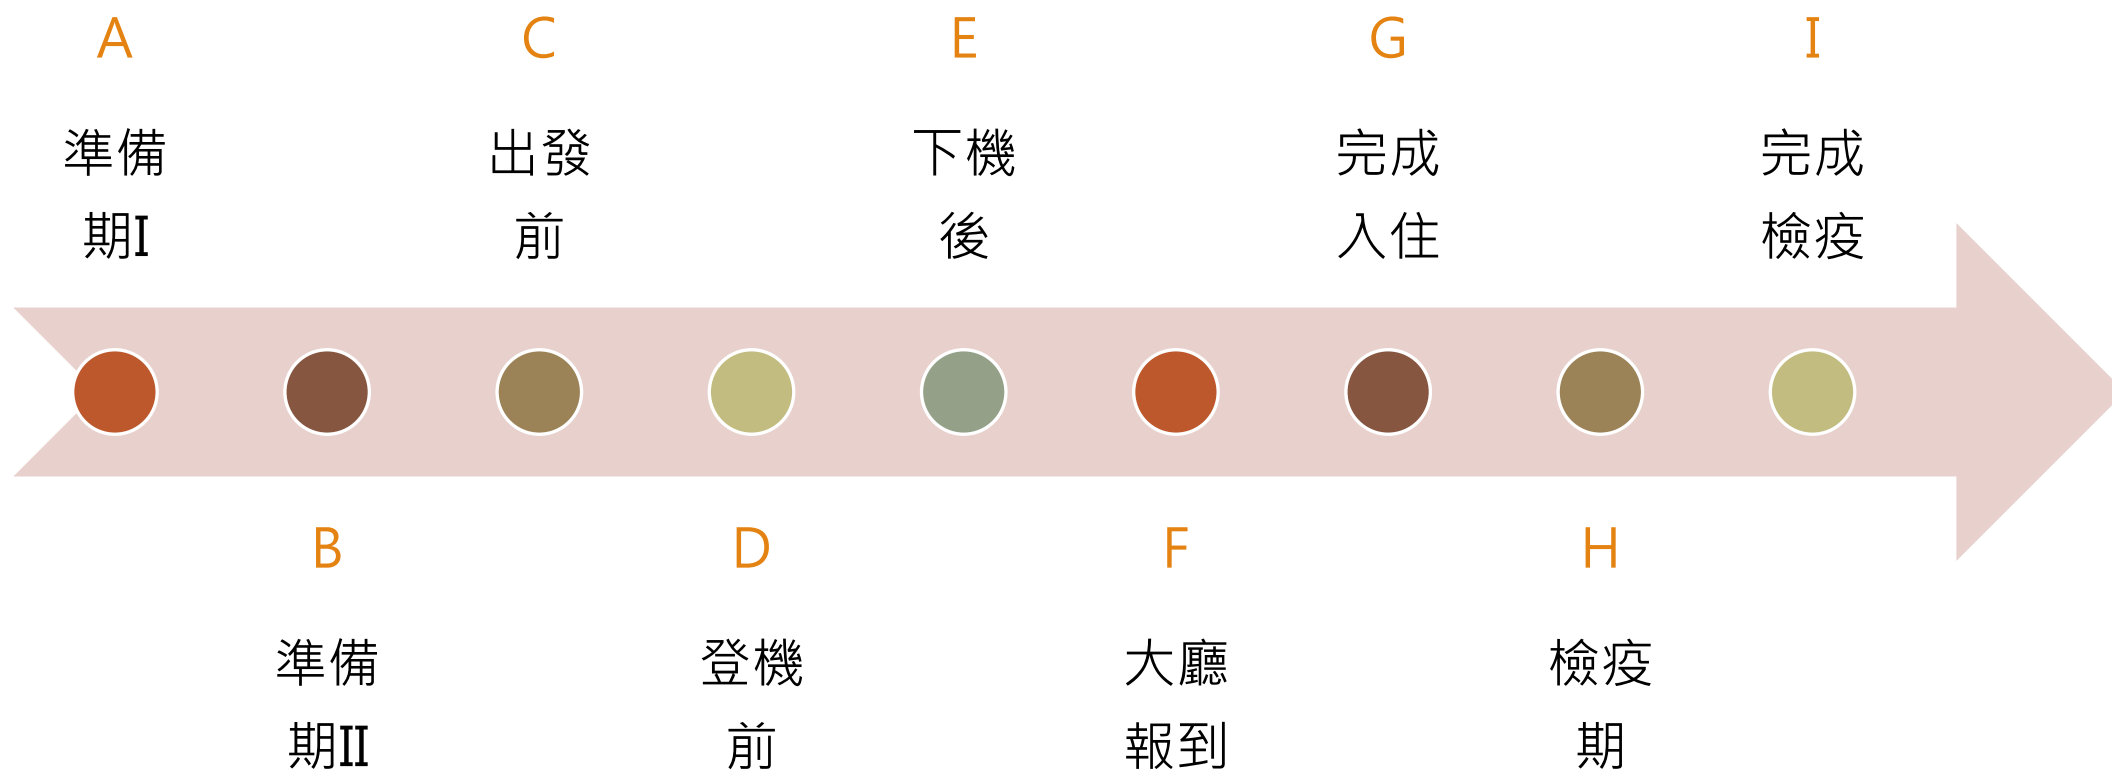 A
準備
期I
B
準備
期II
C
出發
前
D
登機
前
E
下機
後
F
大廳
報到
G
完成
入住
H
檢疫
期
I
完成
檢疫